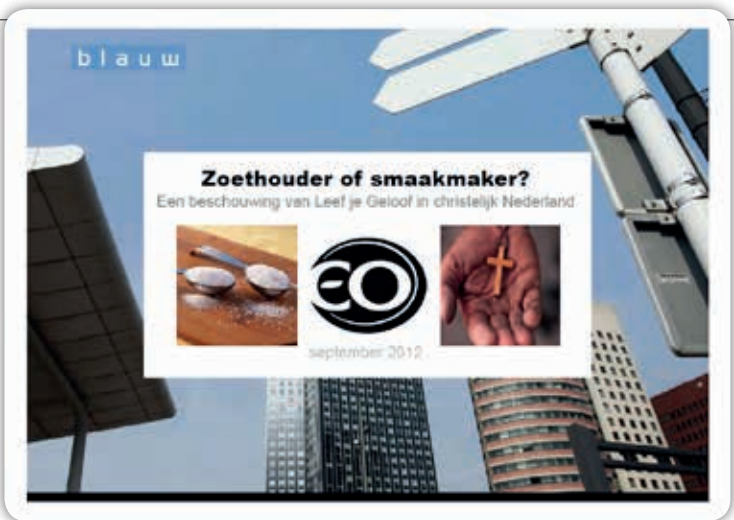 blauw
Zoethouder of smaakmaker?
Een beschouwing van Leef je Geloof in christelijk Nederland
EO
september 2012